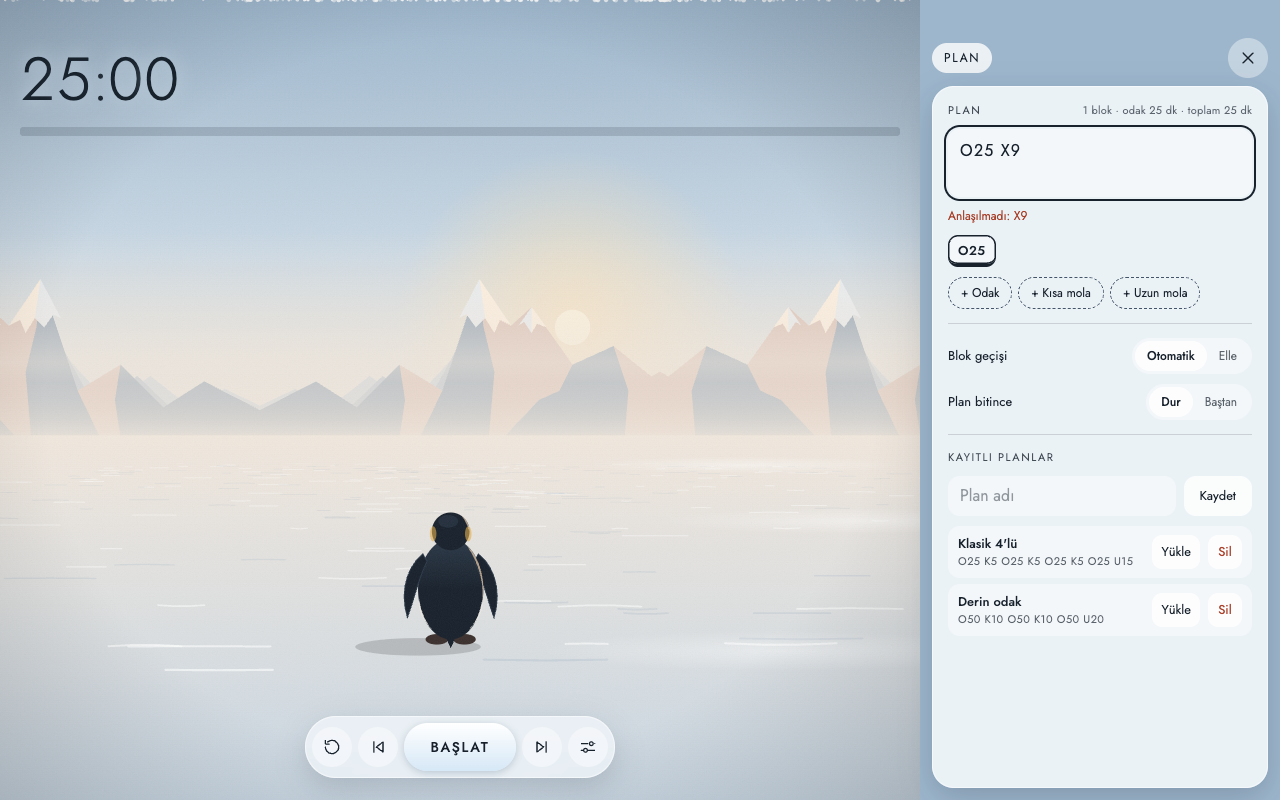 25:00
BAŞLAT
PLAN
PLAN
1 blok · odak 25 dk · toplam 25 dk
O25 X9
Anlaşılmadı: X9
O25
+ Odak
+ Kısa mola
+ Uzun mola
Blok geçişi
Otomatik
Elle
Plan bitince
Dur
Baştan
KAYITLI PLANLAR
Plan adı
Kaydet
Klasik 4'lü
O25 K5 O25 K5 O25 K5 O25 U15
Yükle
Sil
Derin odak
O50 K10 O50 K10 O50 U20
Yükle
Sil